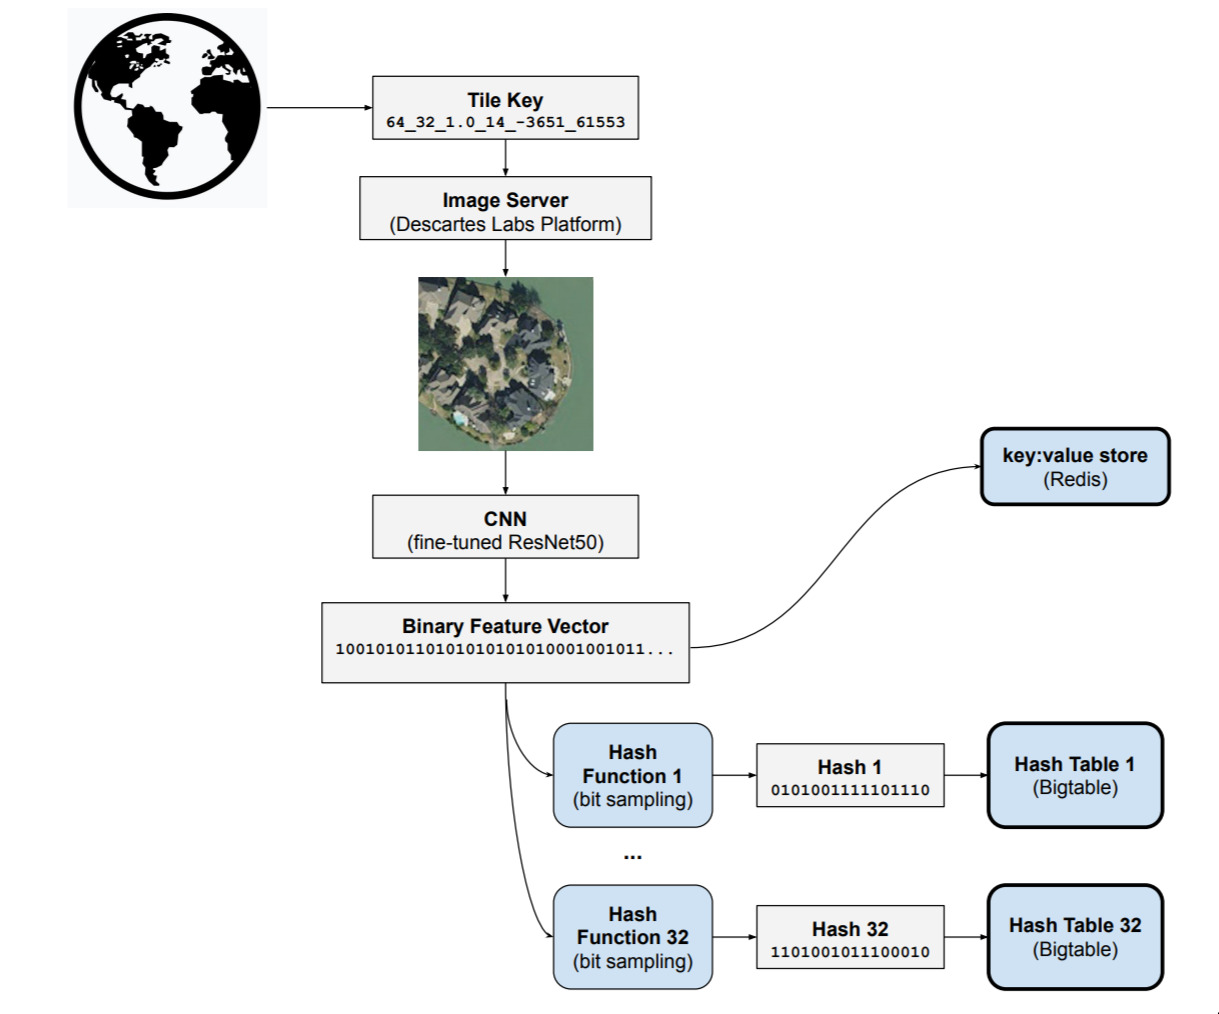 Tile Key
64_32_1.0_14_-3651_61553
Image Server
(Descartes Labs Platform)
CNN
(fine-tuned ResNet50)
key:value store
(Redis)
Binary Feature Vector
1001010110101010101010001001011...
Hash
Function 1
(bit sampling)
Hash 1
0101001111101110
Hash Table 1
(Bigtable)
...
Hash
Function 32
(bit sampling)
Hash 32
1101001011100010
Hash Table 32
(Bigtable)